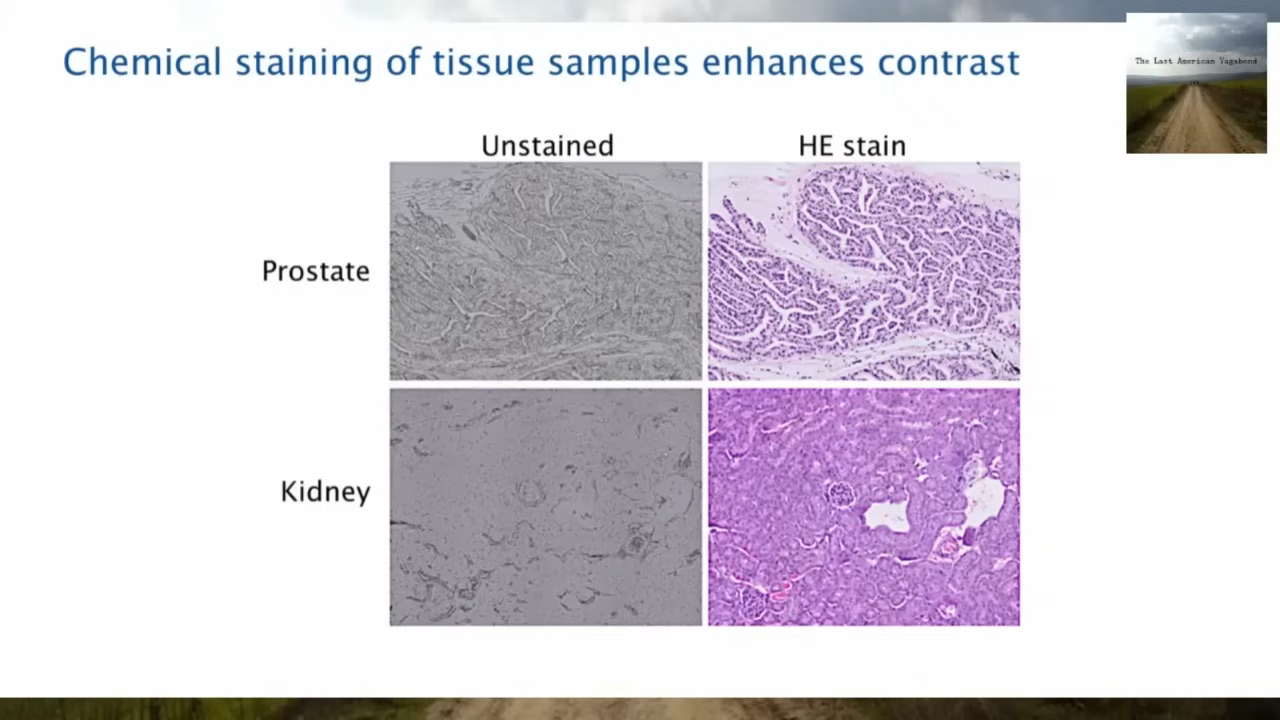 Chemical staining of tissue samples enhances contrast
The Last American Vagabond
Unstained
HE stain
Prostate
Kidney